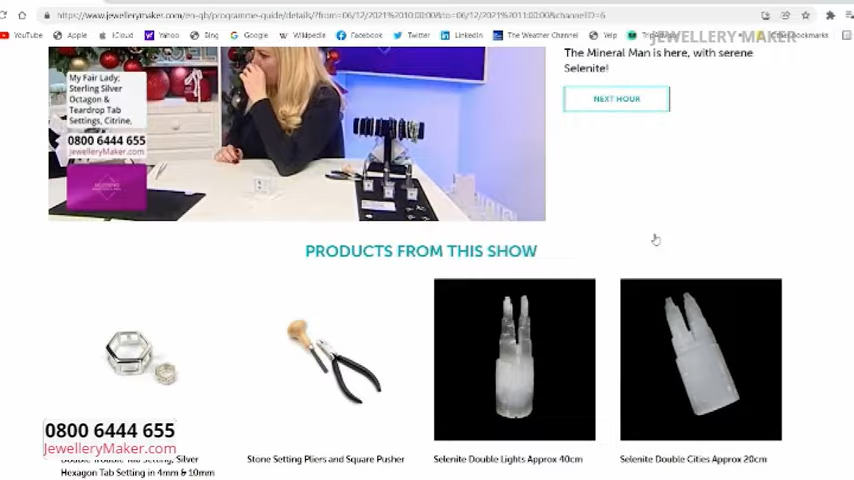 https://www.jewellerymaker.com/en-gb/programme-guide/details/?from=06/12/2021%2010:00:00&to=06/12/2021%2011:00:00&channelID=6
YouTube Apple iCloud Yahoo Bing Google Wikipedia Facebook Twitter LinkedIn The Weather Channel Yelp TripAdvisor Other bookmarks
JEWELLERY MAKER
The Mineral Man is here, with serene
Selenite!
NEXT HOUR
My Fair Lady;
Sterling Silver
Octagon &
Teardrop Tab
Settings, Citrine,
0800 6444 655
JewelleryMaker.com
PRODUCTS FROM THIS SHOW
0800 6444 655
JewelleryMaker.com
Double Trouble Tab Setting, Silver
Hexagon Tab Setting in 4mm & 10mm
Stone Setting Pliers and Square Pusher
Selenite Double Lights Approx 40cm
Selenite Double Cities Approx 20cm